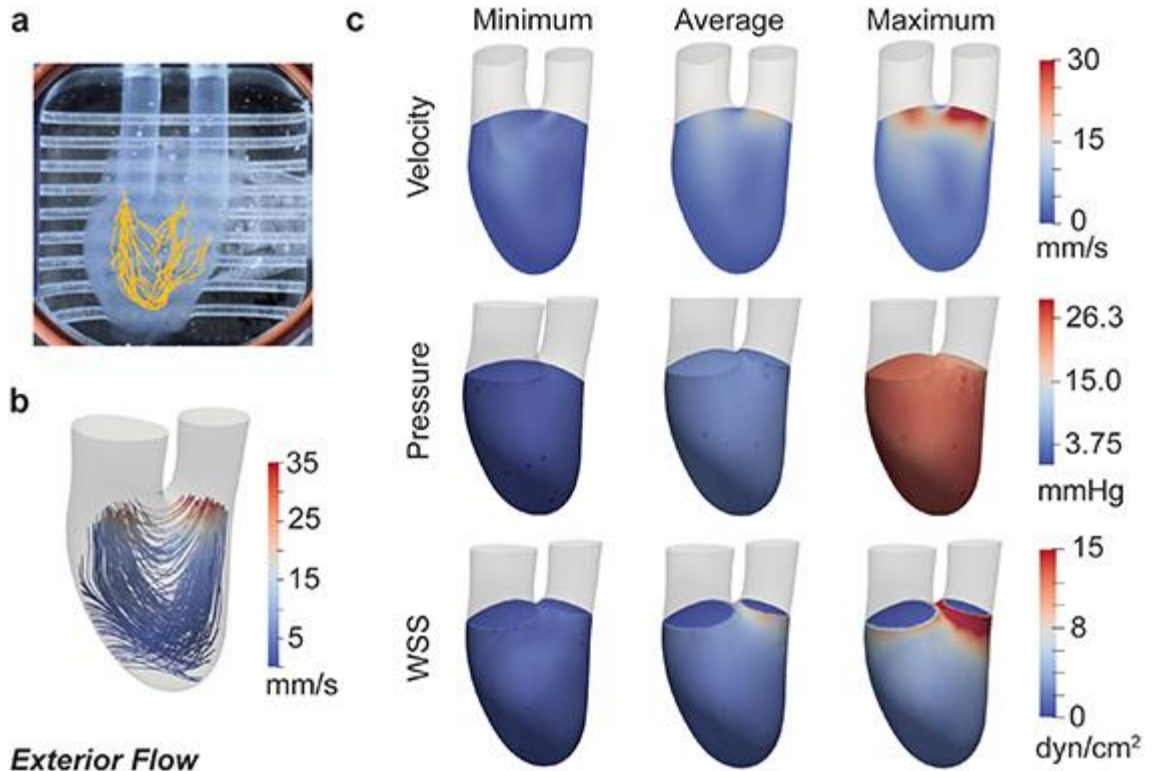 a
c
Minimum Average Maximum
Velocity
30
15
0
mm/s
Pressure
26.3
15.0
3.75
mmHg
b
35
25
15
5
mm/s
WSS
15
8
0
dyn/cm²
Exterior Flow